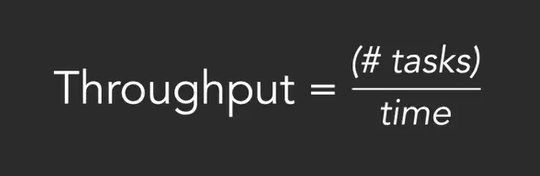 Throughput = (# tasks)
time